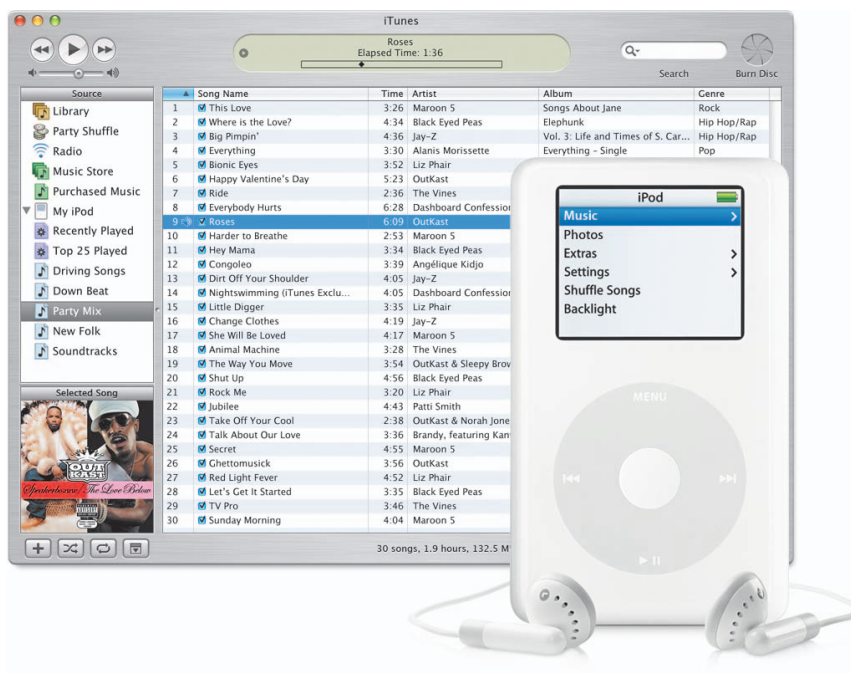 iTunes
Roses
Elapsed Time: 1:36
Search
Burn Disc
Source
Library
Party Shuffle
Radio
Music Store
Purchased Music
My iPod
Recently Played
Top 25 Played
Driving Songs
Down Beat
Party Mix
New Folk
Soundtracks
Selected Song
OUT
KAST
Speakerboxxx/The Love Below
Song Name Time Artist Album Genre
1 This Love 3:26 Maroon 5 Songs About Jane Rock
2 Where is the Love? 4:34 Black Eyed Peas Elephunk Hip Hop/Rap
3 Big Pimpin' 4:36 Jay-Z Vol. 3: Life and Times of S. Car... Hip Hop/Rap
4 Everything 3:30 Alanis Morissette Everything - Single Pop
5 Bionic Eyes 3:52 Liz Phair
6 Happy Valentine's Day 5:23 OutKast
7 Ride 2:36 The Vines
8 Everybody Hurts 6:28 Dashboard Confession
9 Roses 6:09 OutKast
10 Harder to Breathe 2:53 Maroon 5
11 Hey Mama 3:34 Black Eyed Peas
12 Congoleo 3:39 Angélique Kidjo
13 Dirt Off Your Shoulder 4:05 Jay-Z
14 Nightswimming (iTunes Exclu... 4:05 Dashboard Confession
15 Little Digger 3:35 Liz Phair
16 Change Clothes 4:19 Jay-Z
17 She Will Be Loved 4:17 Maroon 5
18 Animal Machine 3:28 The Vines
19 The Way You Move 3:54 OutKast & Sleepy Brow
20 Shut Up 4:56 Black Eyed Peas
21 Rock Me 3:20 Liz Phair
22 Jubilee 4:43 Patti Smith
23 Take Off Your Cool 2:38 OutKast & Norah Jone
24 Talk About Our Love 3:36 Brandy, featuring Kan
25 Secret 4:55 Maroon 5
26 Ghettomusick 3:56 OutKast
27 Red Light Fever 4:52 Liz Phair
28 Let's Get It Started 3:35 Black Eyed Peas
29 TV Pro 3:46 The Vines
30 Sunday Morning 4:04 Maroon 5
30 songs, 1.9 hours, 132.5 M
iPod
Music
Photos
Extras
Settings
Shuffle Songs
Backlight
MENU